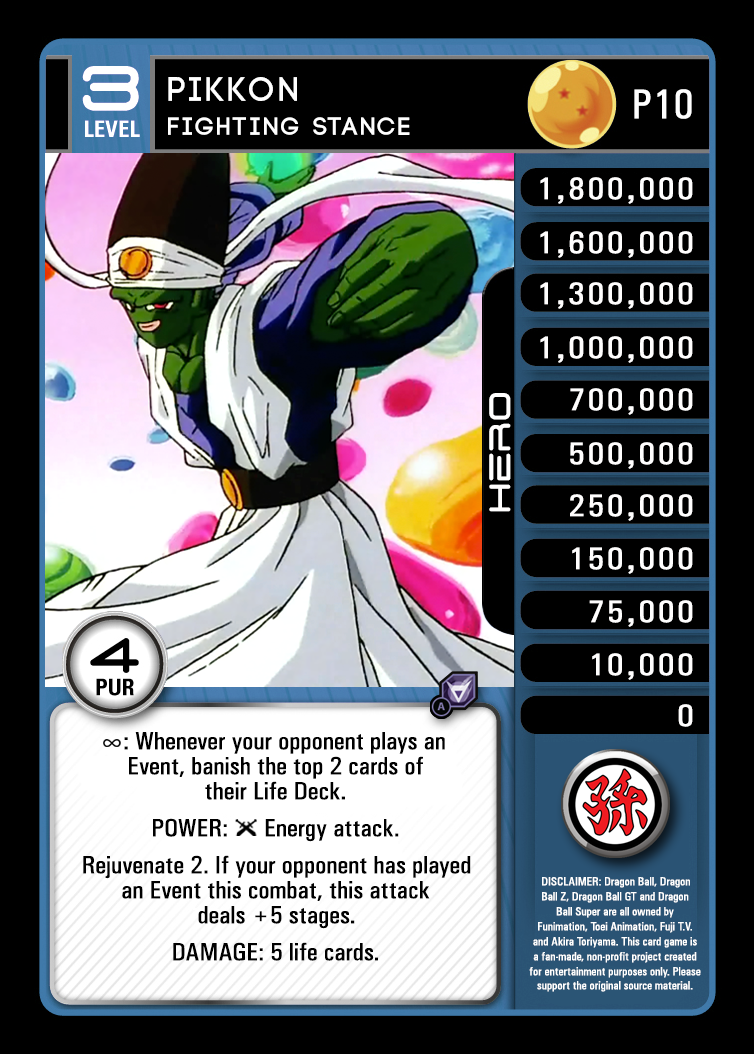 3
LEVEL
PIKKON
FIGHTING STANCE
P10
1,800,000
1,600,000
1,300,000
1,000,000
700,000
500,000
250,000
150,000
75,000
10,000
0
HERO
4
PUR
A
∞: Whenever your opponent plays an
Event, banish the top 2 cards of
their Life Deck.
POWER: Energy attack.
Rejuvenate 2. If your opponent has played
an Event this combat, this attack
deals +5 stages.
DAMAGE: 5 life cards.
孫
DISCLAIMER: Dragon Ball, Dragon
Ball Z, Dragon Ball GT and Dragon
Ball Super are all owned by
Funimation, Toei Animation, Fuji T.V.
and Akira Toriyama. This card game is
a fan-made, non-profit project created
for entertainment purposes only. Please
support the original source material.